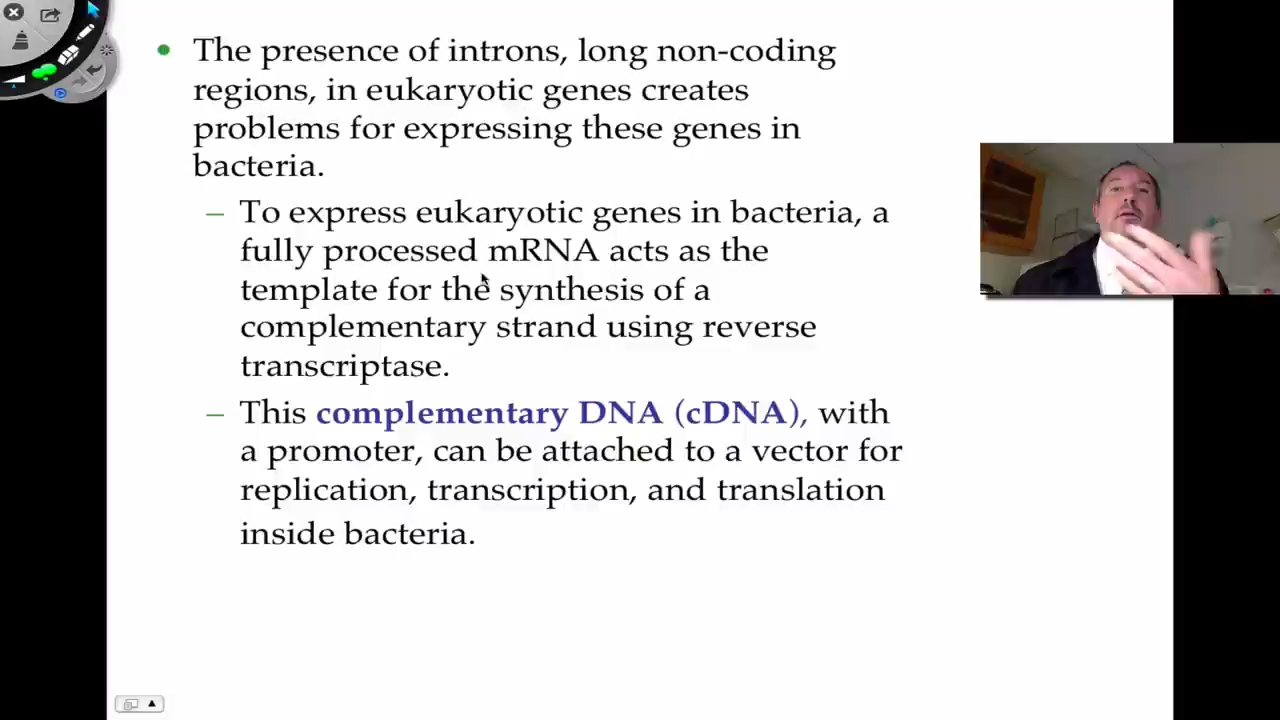 • The presence of introns, long non-coding
regions, in eukaryotic genes creates
problems for expressing these genes in
bacteria.
– To express eukaryotic genes in bacteria, a
fully processed mRNA acts as the
template for the synthesis of a
complementary strand using reverse
transcriptase.
– This complementary DNA (cDNA), with
a promoter, can be attached to a vector for
replication, transcription, and translation
inside bacteria.